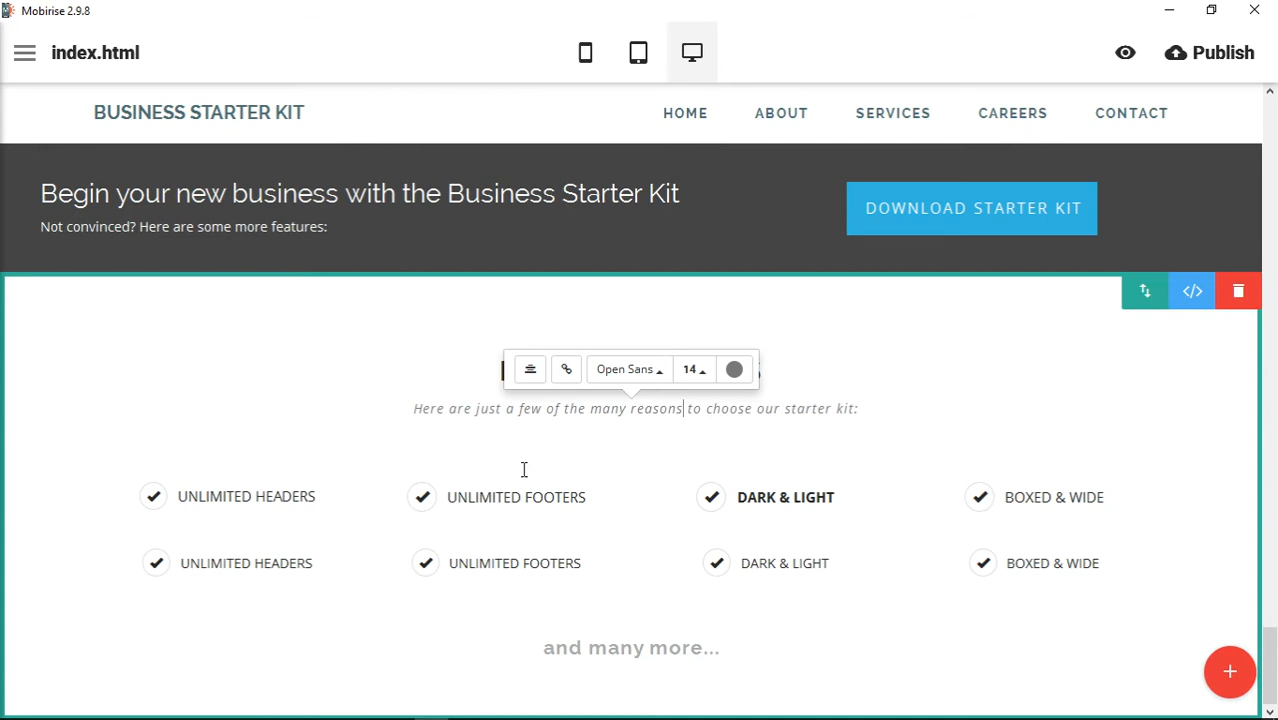 Mobirise 2.9.8
index.html
Publish
BUSINESS STARTER KIT
HOME ABOUT SERVICES CAREERS CONTACT
Begin your new business with the Business Starter Kit
Not convinced? Here are some more features:
DOWNLOAD STARTER KIT
Open Sans 14
Here are just a few of the many reasons to choose our starter kit:
UNLIMITED HEADERS UNLIMITED FOOTERS DARK & LIGHT BOXED & WIDE
UNLIMITED HEADERS UNLIMITED FOOTERS DARK & LIGHT BOXED & WIDE
and many more...